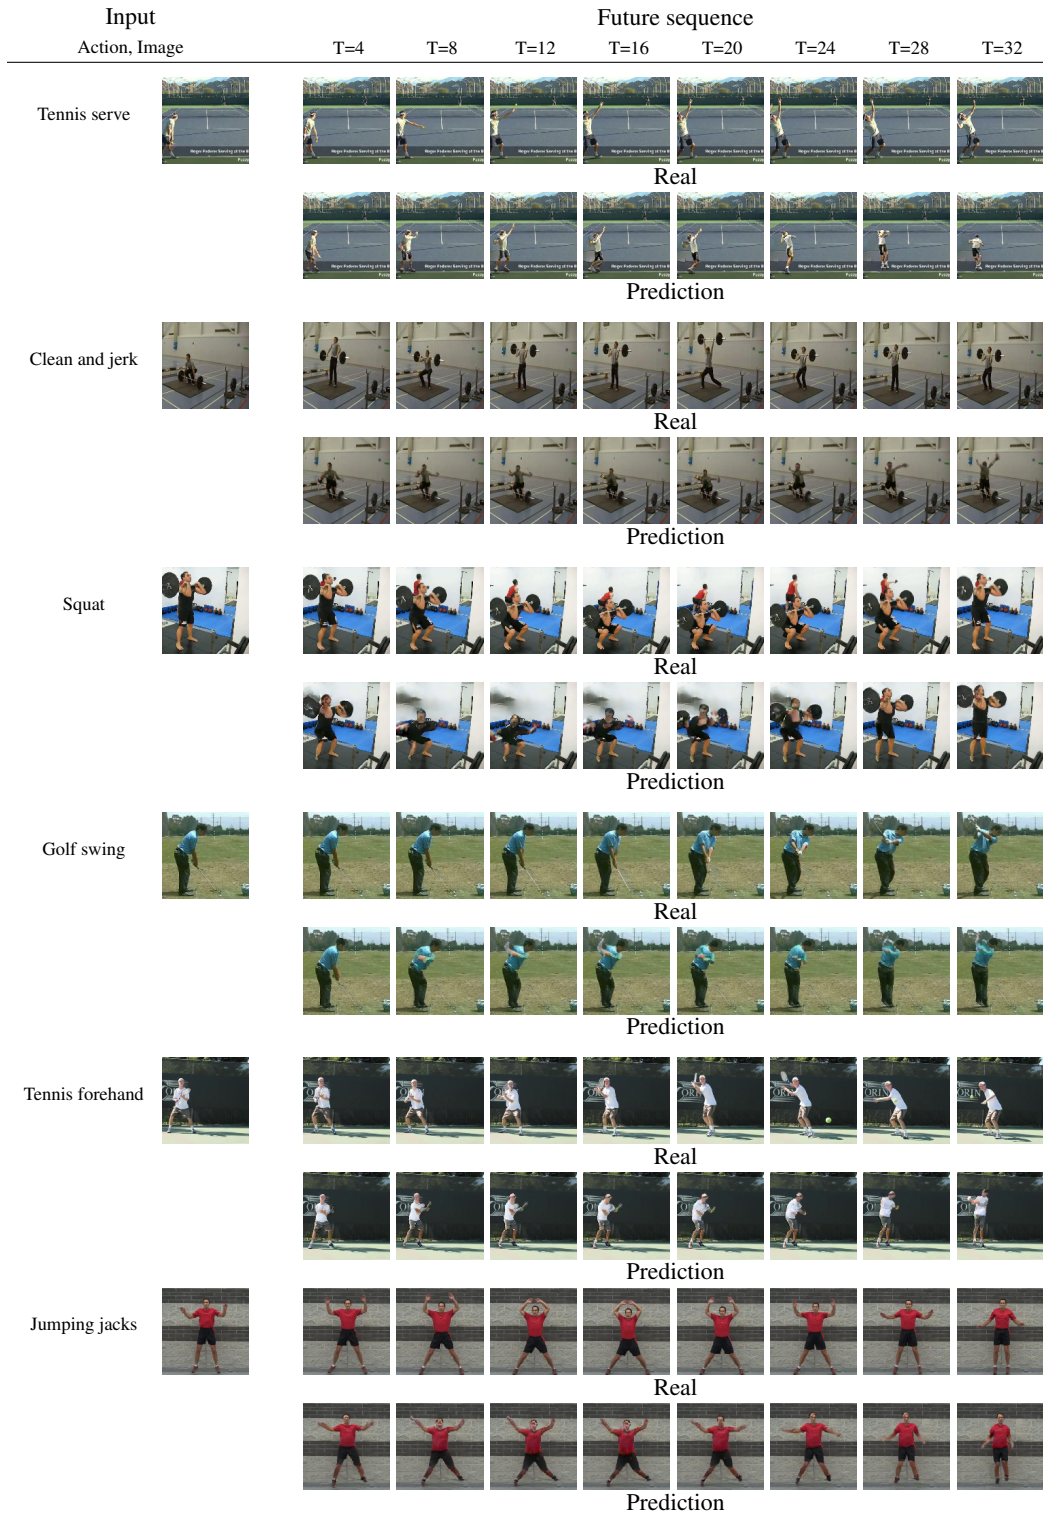 Input
Future sequence
Action, Image
T=4 T=8 T=12 T=16 T=20 T=24 T=28 T=32
Tennis serve
Real
Prediction
Clean and jerk
Real
Prediction
Squat
Real
Prediction
Golf swing
Real
Prediction
Tennis forehand
Real
Prediction
Jumping jacks
Real
Prediction